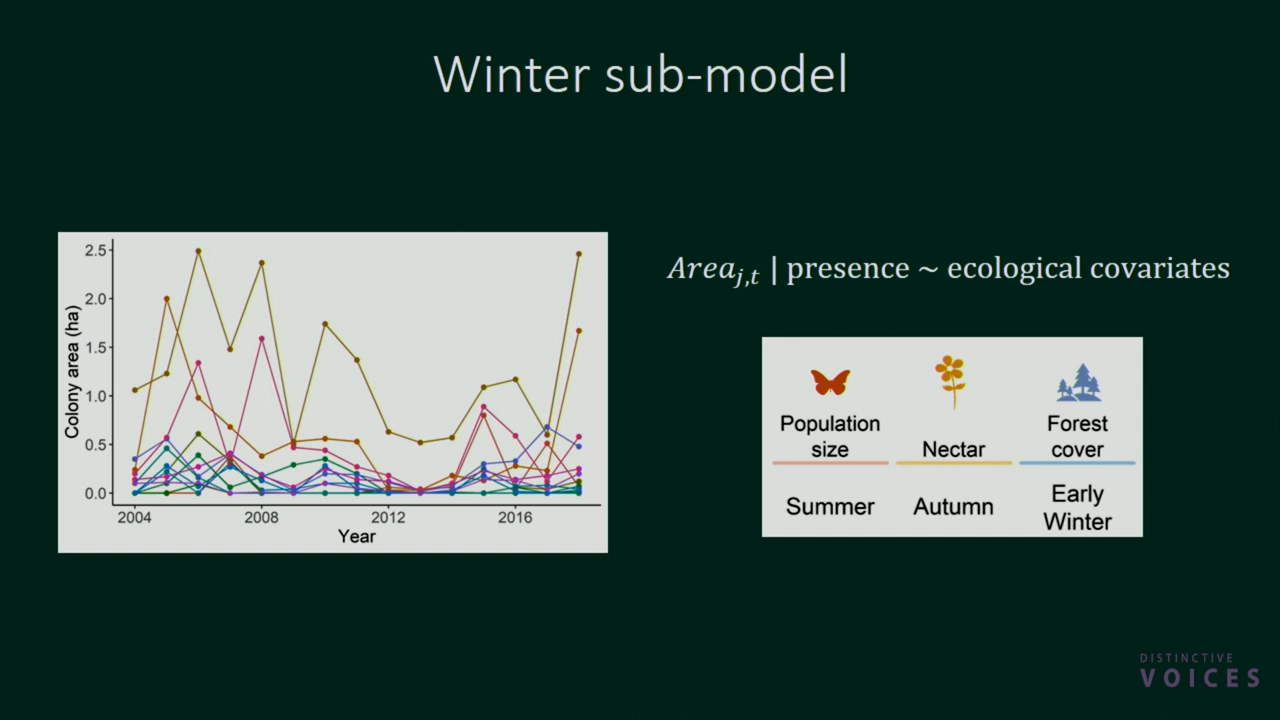 Winter sub-model
2.5
2.0
1.5
1.0
0.5
0.0
Colony area (ha)
2004 2008 2012 2016
Year
Area_{j,t} | presence ~ ecological covariates
Population
size
Nectar
Forest
cover
Summer
Autumn
Early
Winter
DISTINCTIVE
VOICES